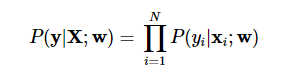 P(y|X; w) = ∏_{i=1}^{N} P(y_i|x_i; w)